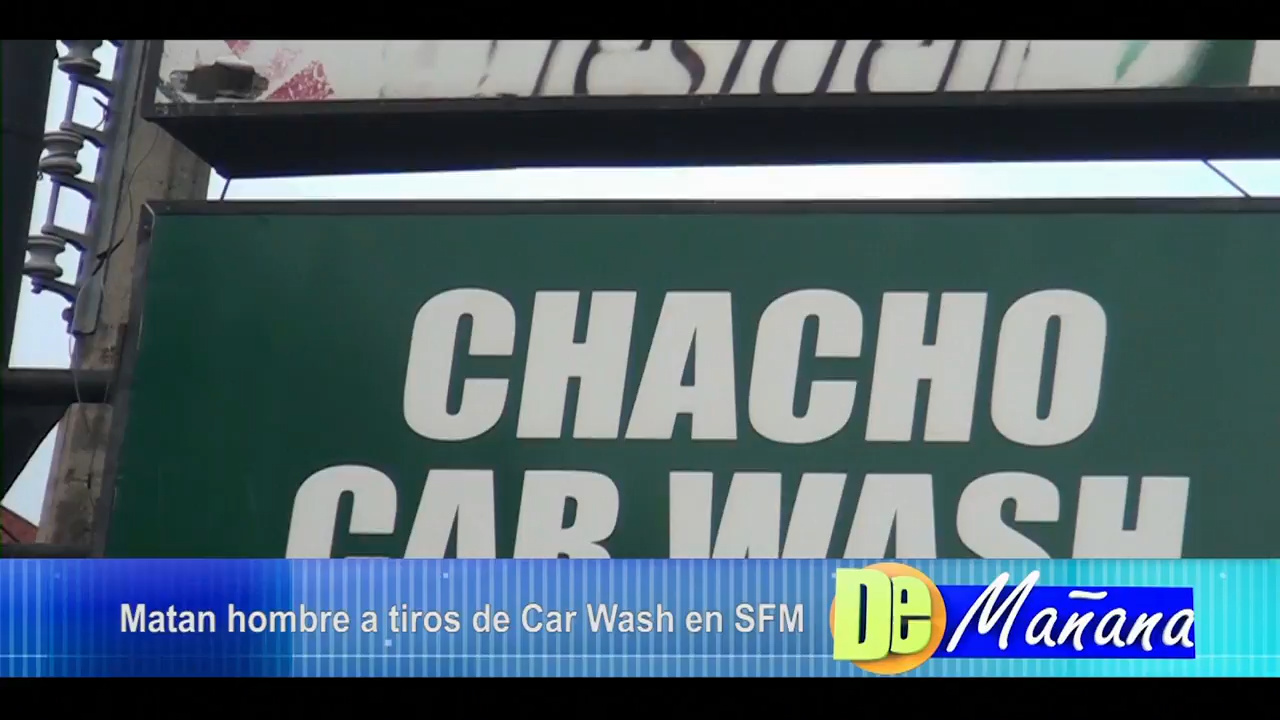 CHACHO
CAR WASH
Matan hombre a tiros de Car Wash en SFM
De Mañana